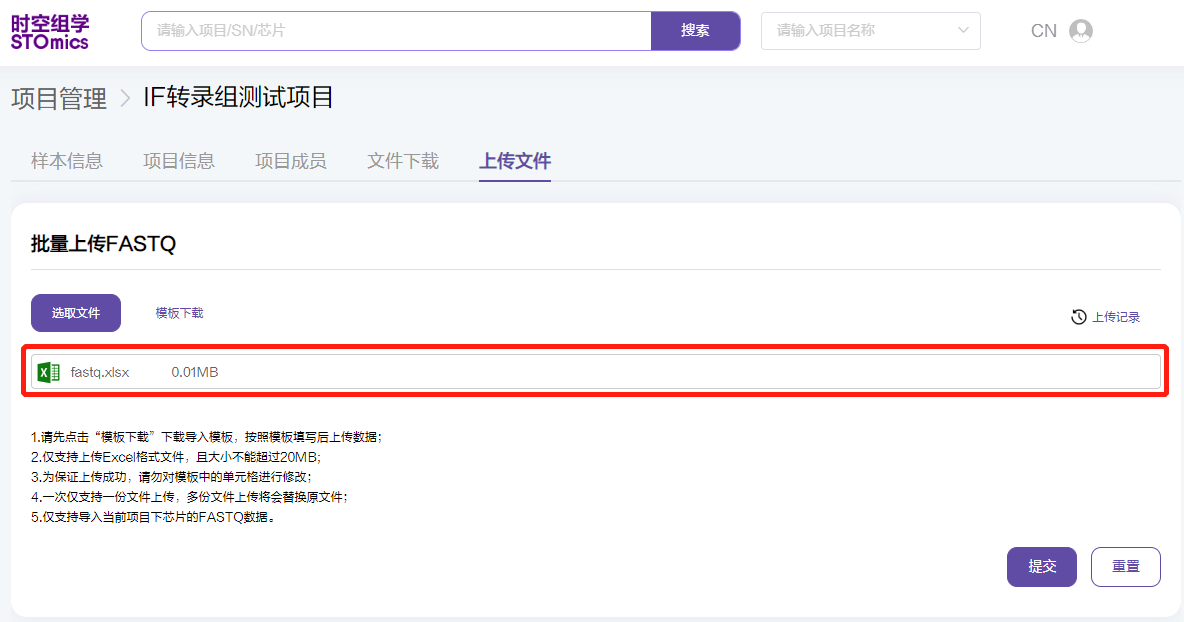 时空组学
STOmics
请输入项目/SN/芯片
搜索
请输入项目名称
CN
项目管理 > IF转录组测试项目
样本信息 项目信息 项目成员 文件下载 上传文件
批量上传FASTQ
选取文件 模板下载
上传记录
fastq.xlsx 0.01MB
1.请先点击“模板下载”下载导入模板，按照模板填写后上传数据；
2.仅支持上传Excel格式文件，且大小不能超过20MB；
3.为保证上传成功，请勿对模板中的单元格进行修改；
4.一次仅支持一份文件上传，多份文件上传将会替换原文件；
5.仅支持导入当前项目下芯片的FASTQ数据。
提交 重置